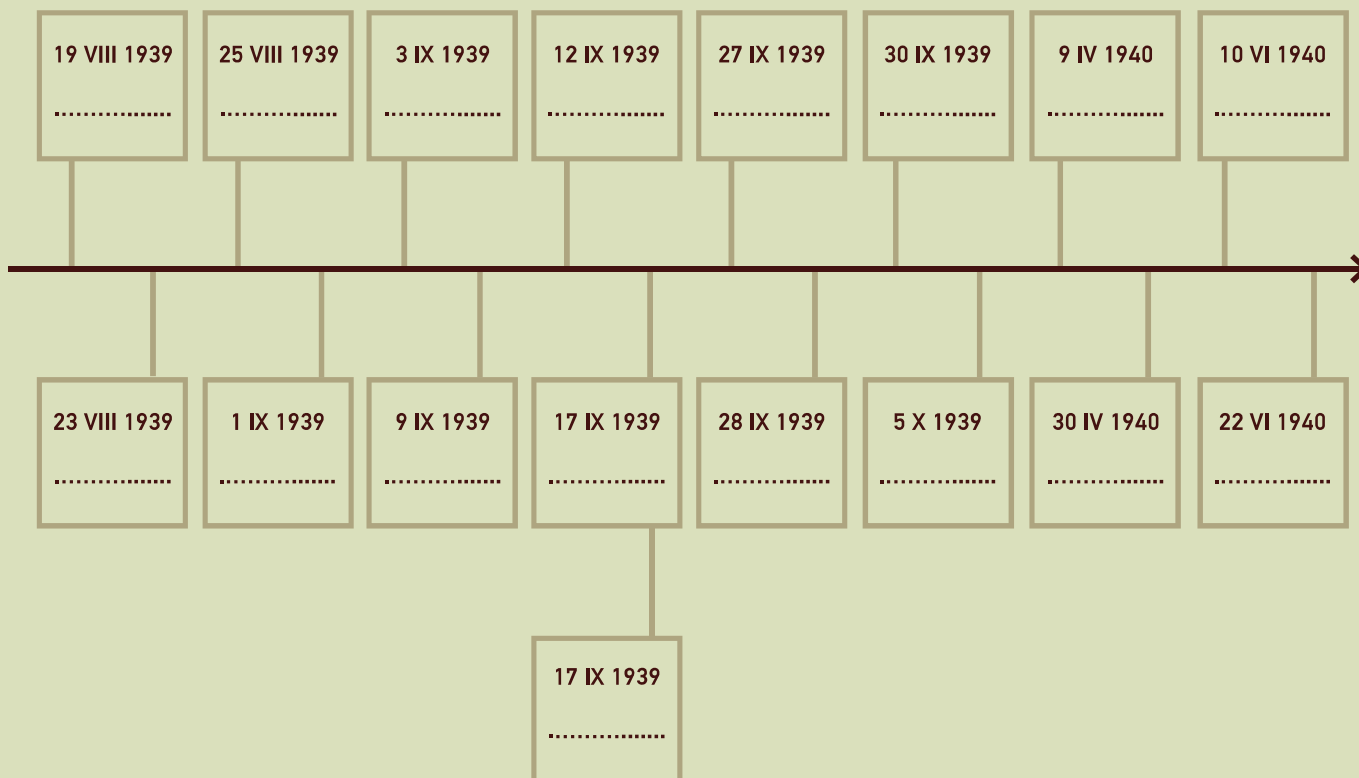 19 VIII 1939
25 VIII 1939
3 IX 1939
12 IX 1939
27 IX 1939
30 IX 1939
9 IV 1940
10 VI 1940
23 VIII 1939
1 IX 1939
9 IX 1939
17 IX 1939
28 IX 1939
5 X 1939
30 IV 1940
22 VI 1940
17 IX 1939